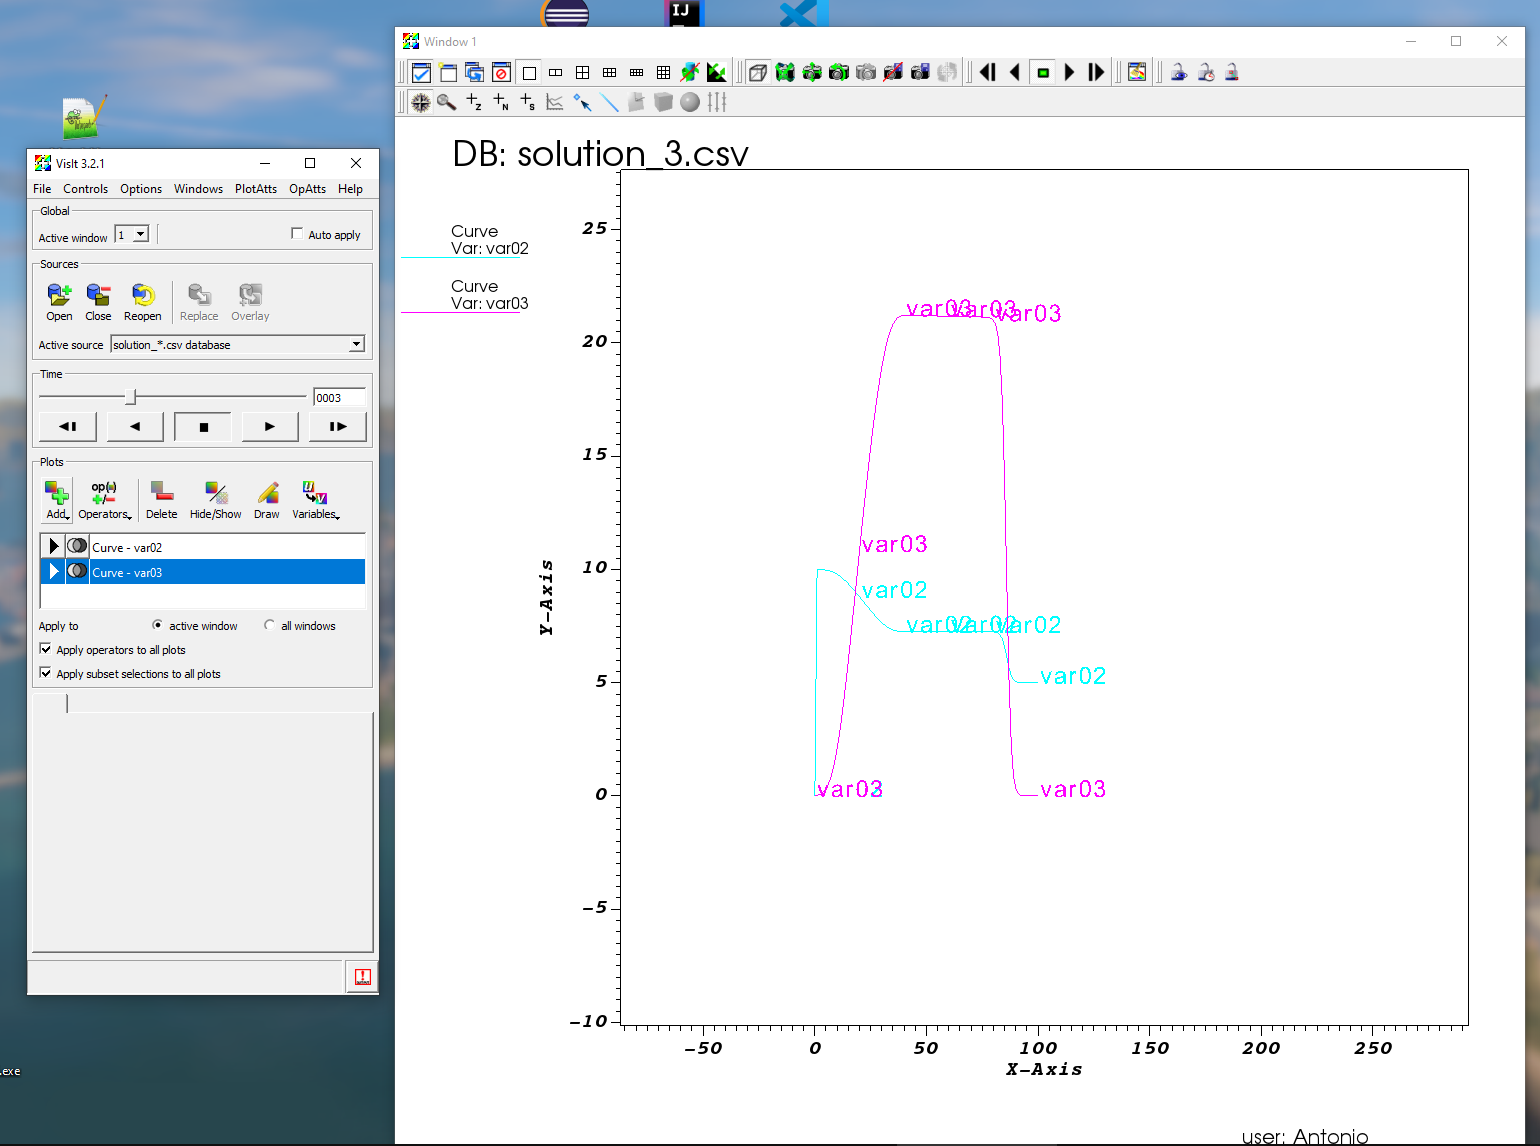 IJ
Window 1
VisIt 3.2.1
File Controls Options Windows PlotAtts OpAtts Help
Global
Active window 1 Auto apply
Sources
Open Close Reopen Replace Overlay
Active source solution_*.csv database
Time
0003
Plots
op(±)
+/−
Add Operators Delete Hide/Show Draw Variables
Curve - var02
Curve - var03
Apply to active window all windows
Apply operators to all plots
Apply subset selections to all plots
.exe
Z N S
DB: solution_3.csv
Curve
Var: var02
Curve
Var: var03
25
20
15
10
5
0
-5
-10
Y-Axis
var03 var03 var03
var03
var02
var02 var02 var02
var02
var03
var03
-50 0 50 100 150 200 250
X-Axis
user: Antonio